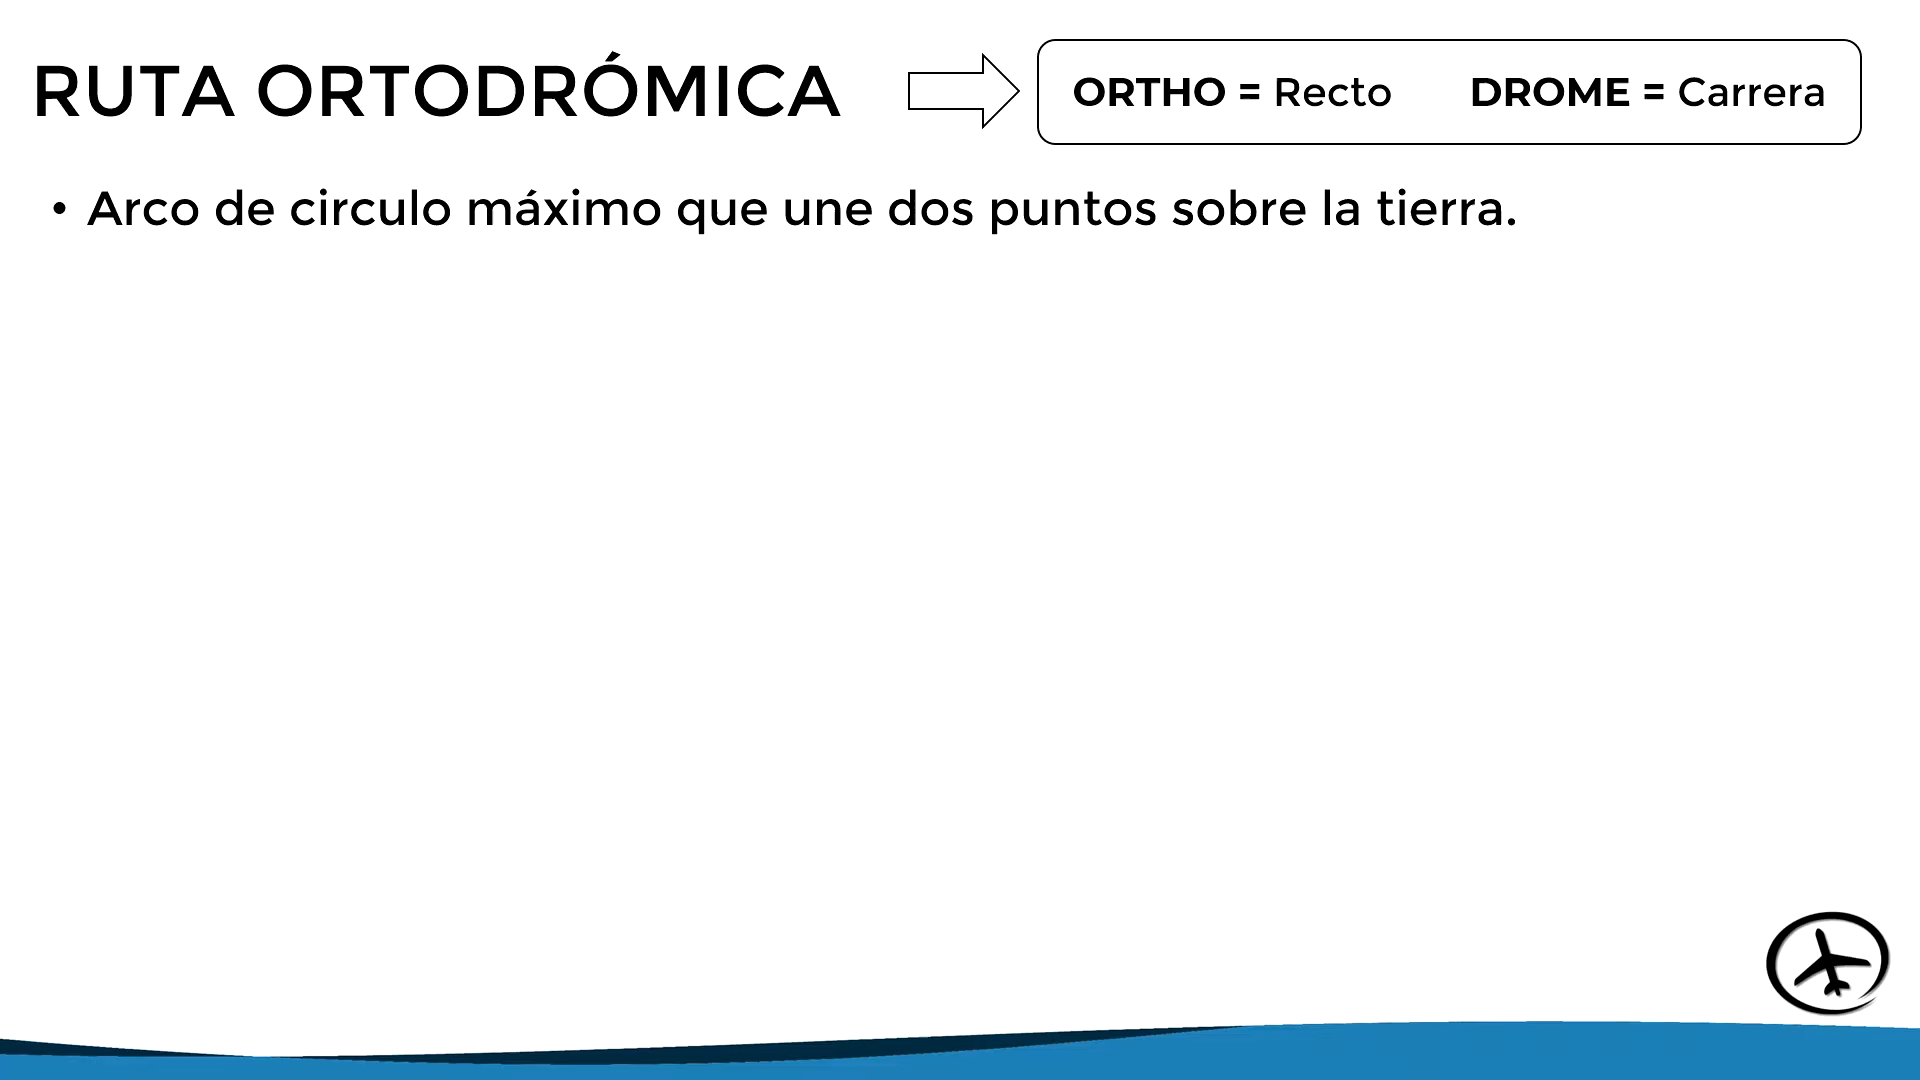 RUTA ORTODRÓMICA
ORTHO = Recto DROME = Carrera
• Arco de circulo máximo que une dos puntos sobre la tierra.